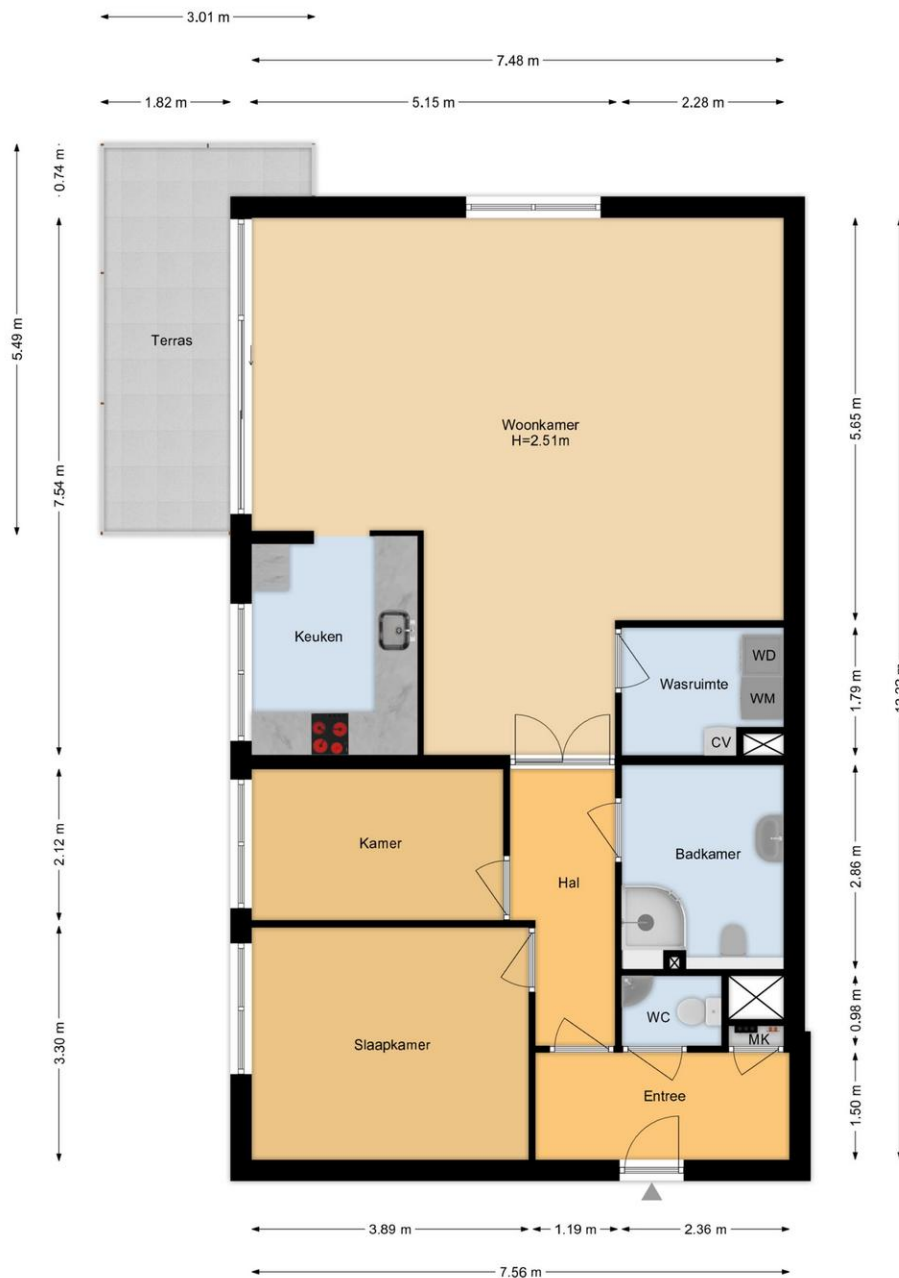 3.01 m
7.48 m
1.82 m
5.15 m
2.28 m
0.74 m
5.49 m
7.54 m
5.65 m
Terras
Woonkamer
H=2.51m
Keuken
Wasruimte
WD
WM
CV
1.79 m
Kamer
2.12 m
Hal
Badkamer
2.86 m
Slaapkamer
3.30 m
WC
MK
0.98 m
Entree
1.50 m
3.89 m
1.19 m
2.36 m
7.56 m